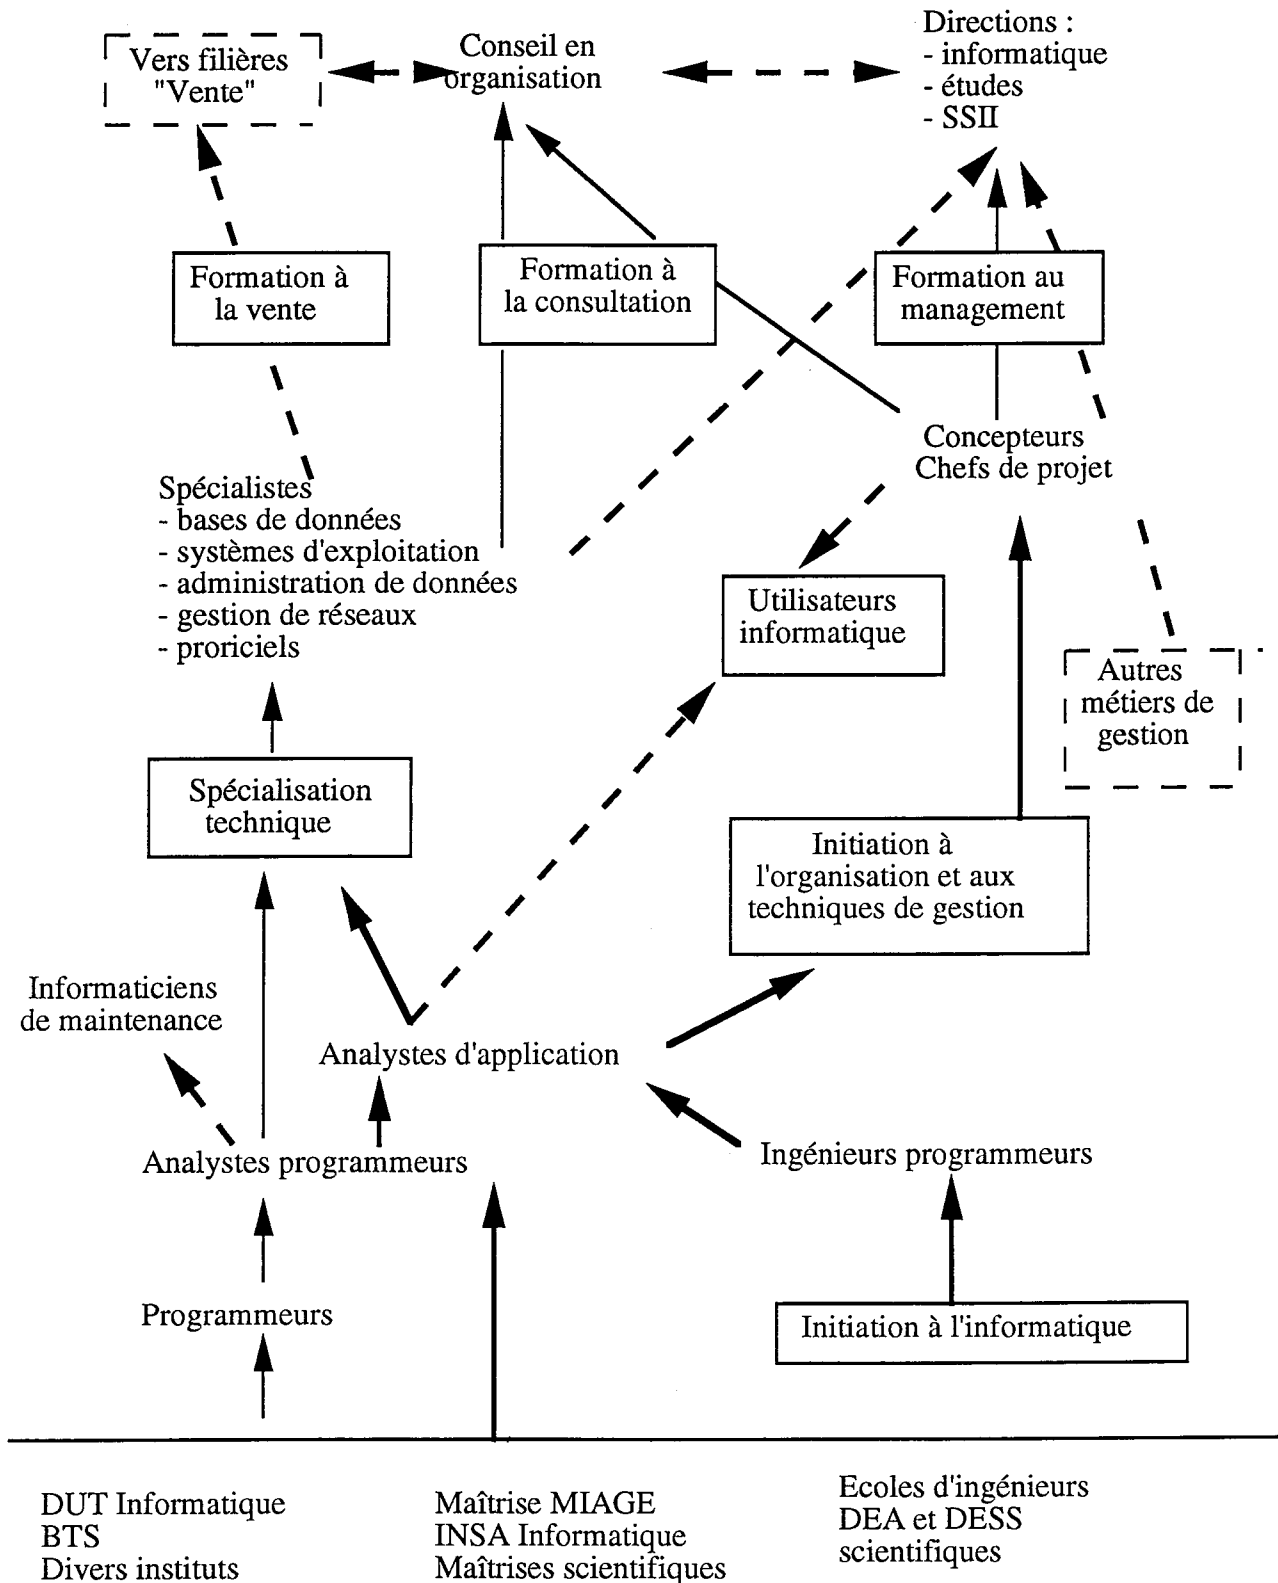 Vers filières
"Vente"
Conseil en
organisation
Directions :
- informatique
- études
- SSII
Formation à
la vente
Formation à
la consultation
Formation au
management
Concepteurs
Chefs de projet
Spécialistes
- bases de données
- systèmes d'exploitation
- administration de données
- gestion de réseaux
- proriciels
Utilisateurs
informatique
Autres
métiers de
gestion
Spécialisation
technique
Initiation à
l'organisation et aux
techniques de gestion
Informaticiens
de maintenance
Analystes d'application
Analystes programmeurs
Ingénieurs programmeurs
Programmeurs
Initiation à l'informatique
DUT Informatique
BTS
Divers instituts
Maîtrise MIAGE
INSA Informatique
Maîtrises scientifiques
Ecoles d'ingénieurs
DEA et DESS
scientifiques